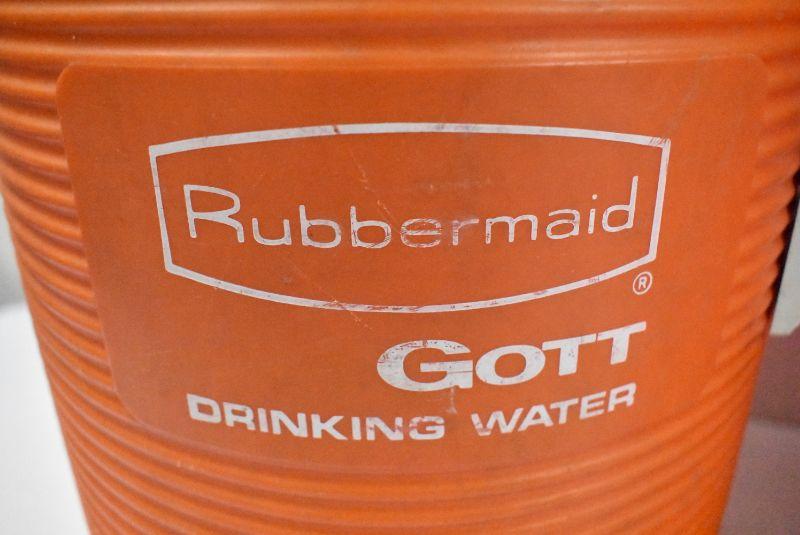 Rubbermaid
®
GOTT
DRINKING WATER